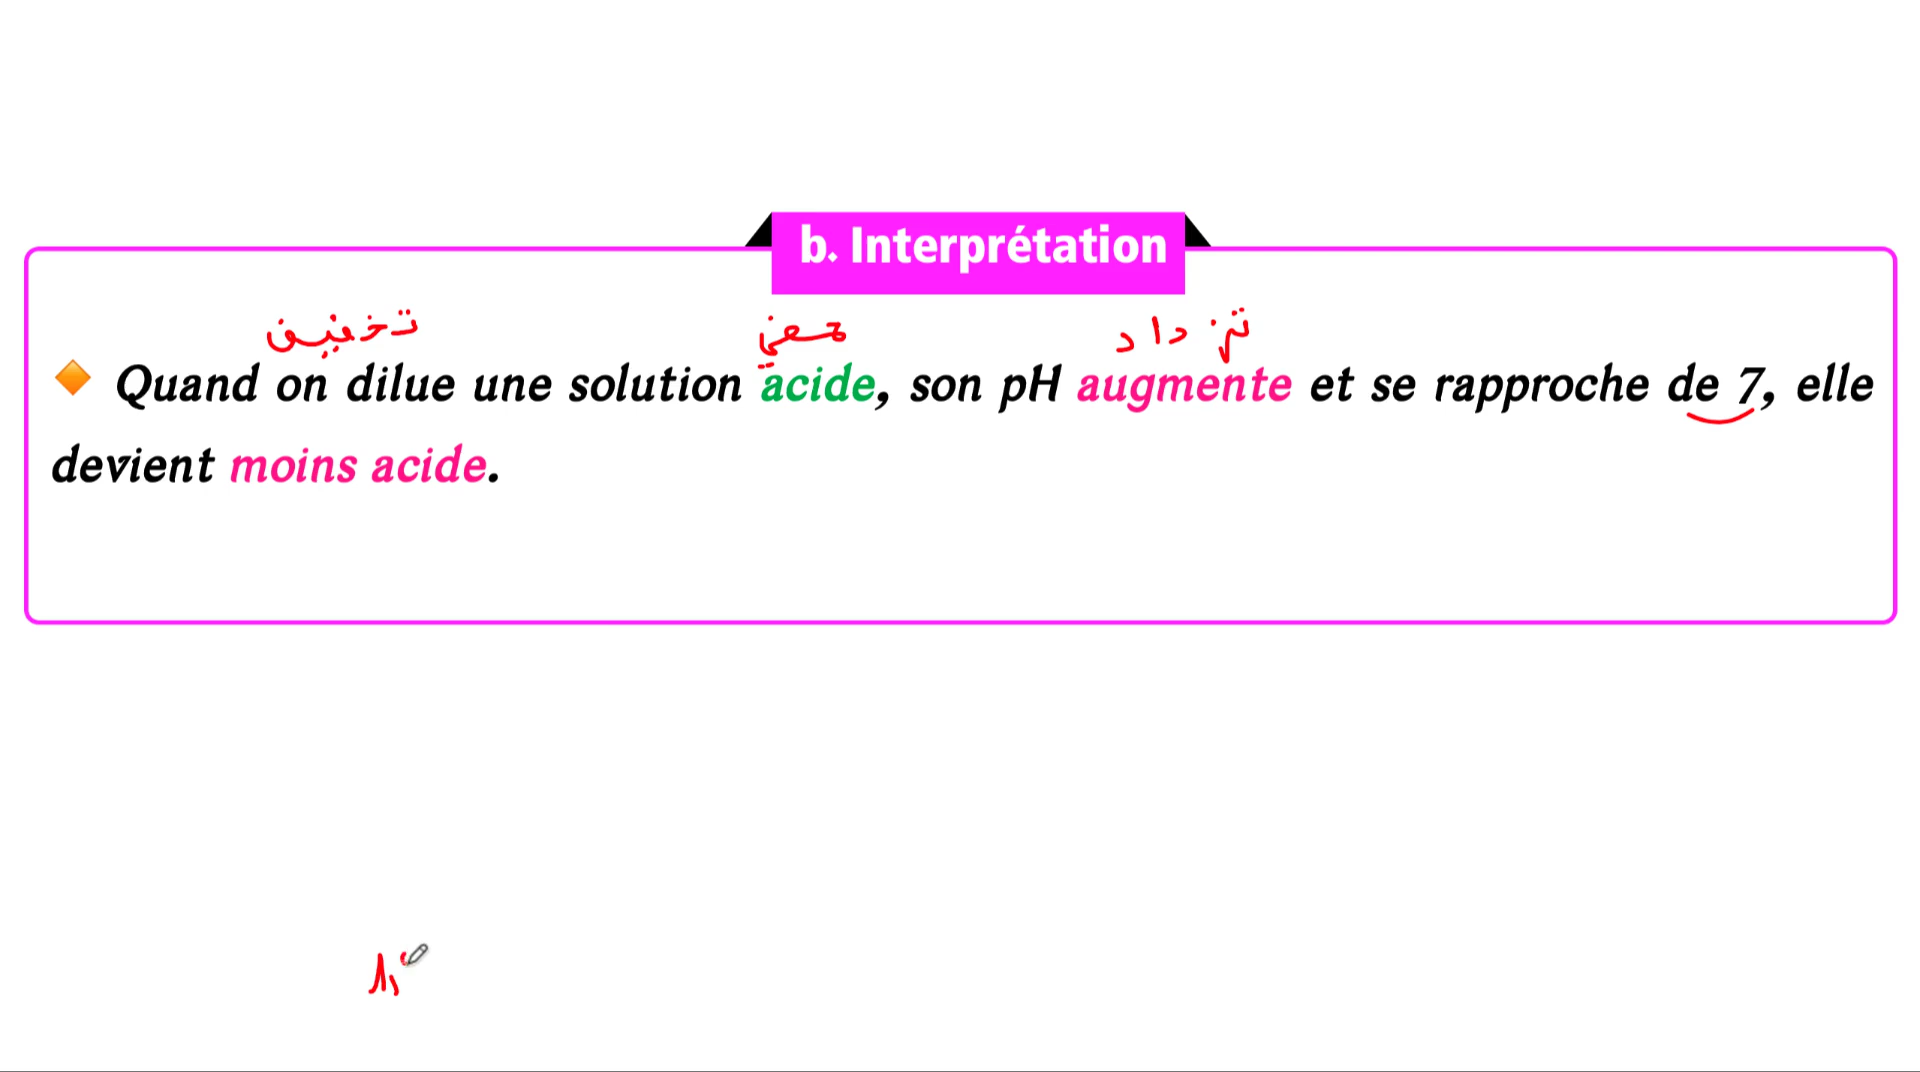 b. Interprétation
تخفيف حمضي تزداد
Quand on dilue une solution acide, son pH augmente et se rapproche de 7, elle
devient moins acide.